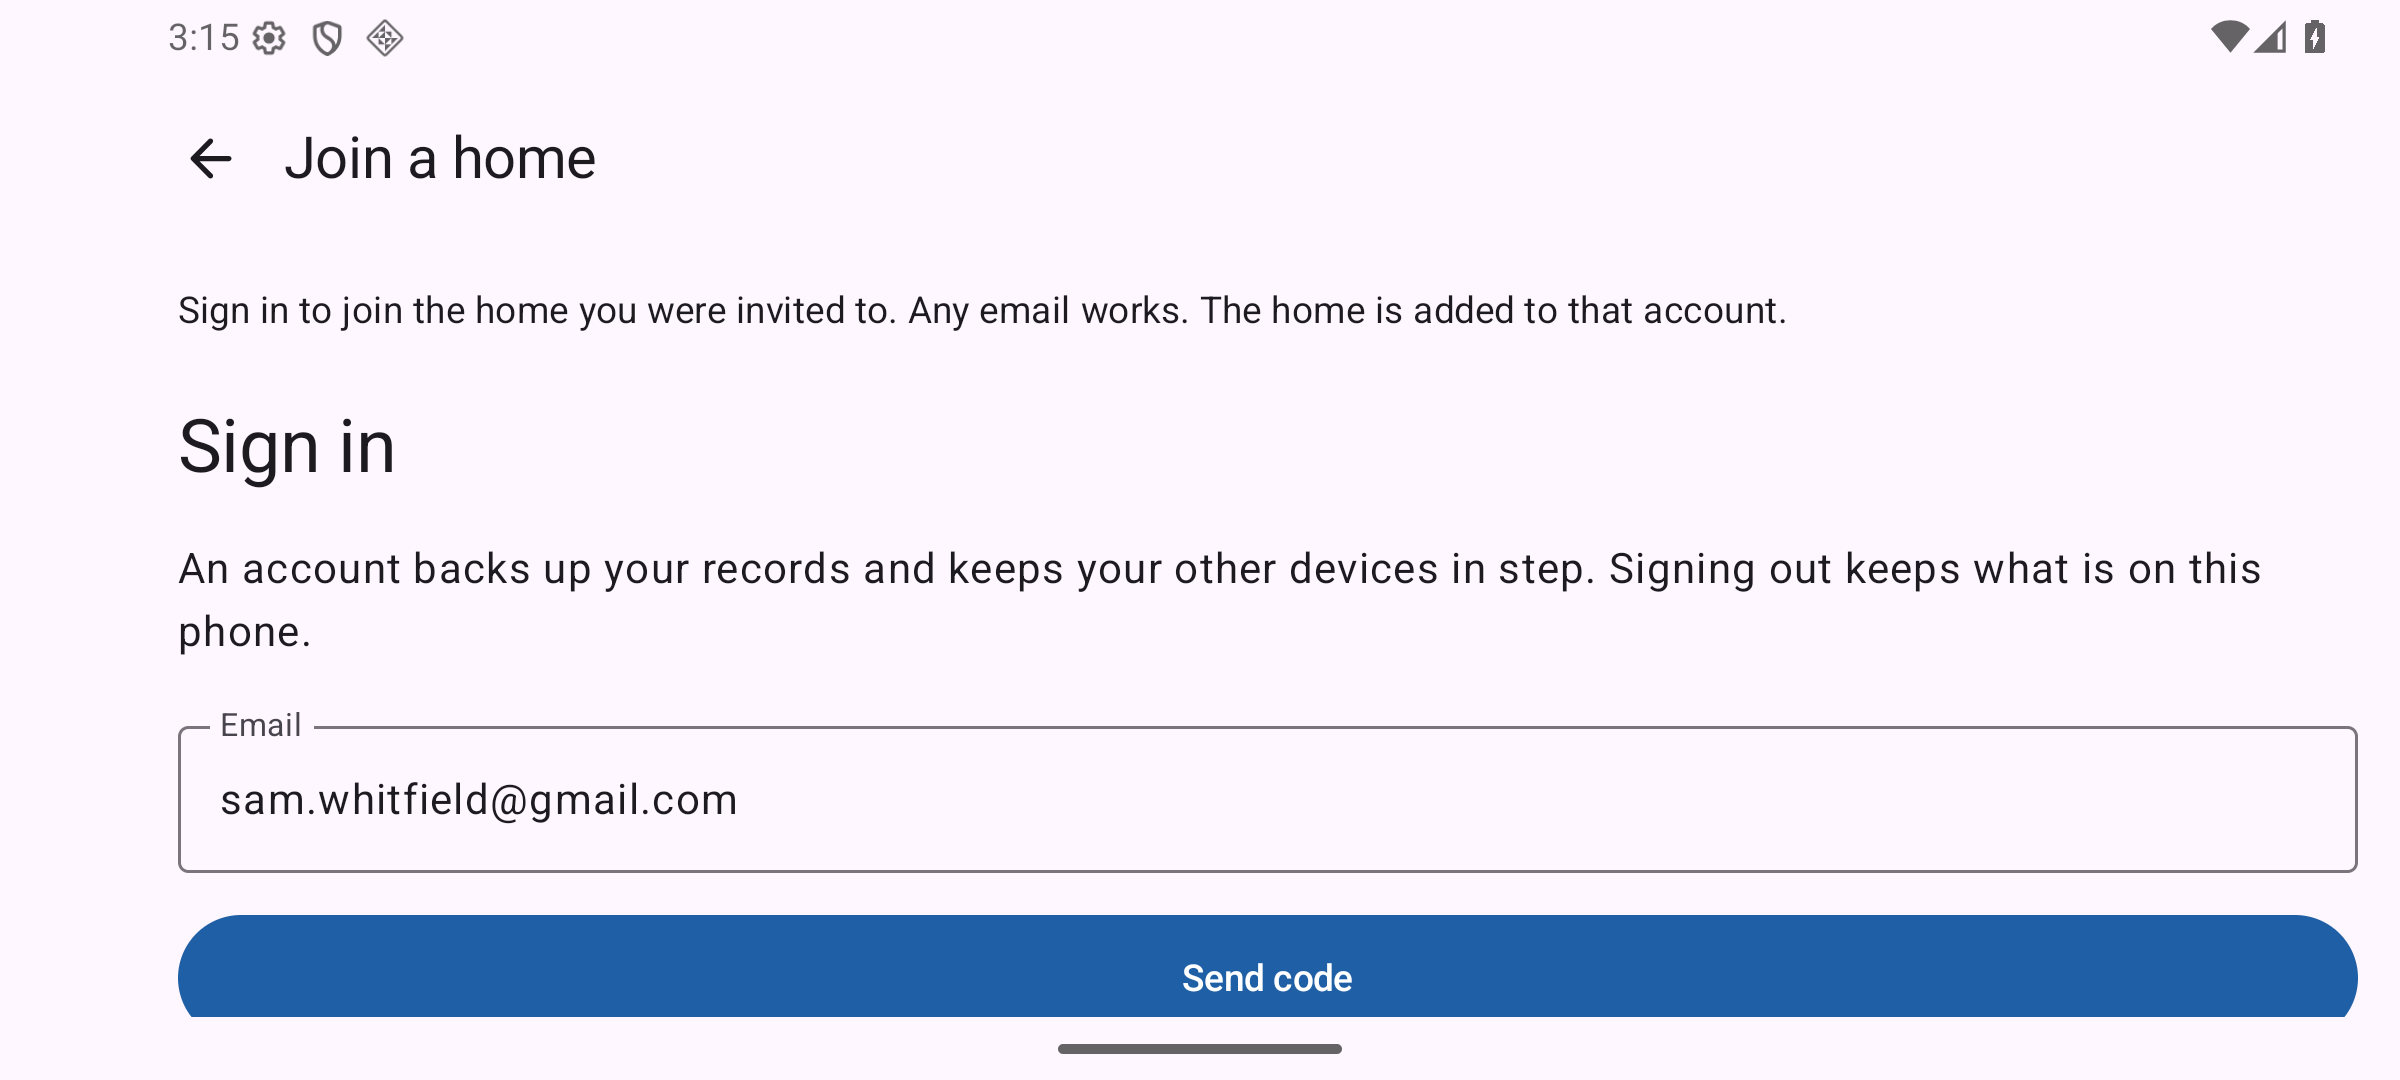 3:15
Join a home
Sign in to join the home you were invited to. Any email works. The home is added to that account.
Sign in
An account backs up your records and keeps your other devices in step. Signing out keeps what is on this
phone.
Email
sam.whitfield@gmail.com
Send code